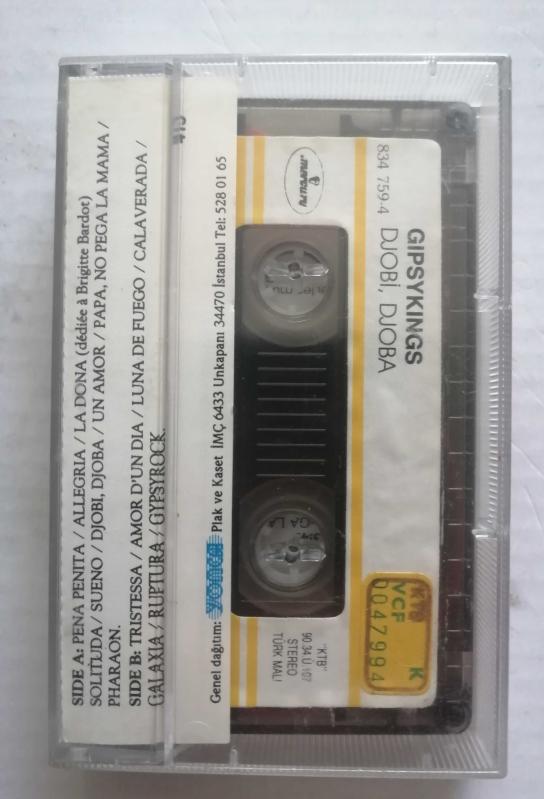 SIDE A: PENA PENITA / ALLEGRIA / LA DONA (dédiée à Brigitte Bardot)
SOLITUDA / SUENO / DJOBI, DJOBA / UN AMOR / PAPA, NO PEGA LA MAMA /
PHARAON.
SIDE B: TRISTESSA / AMOR D'UN DIA / LUNA DE FUEGO / CALAVERADA /
GALAXIA / RUPTURA / GYPSYROCK.
Genel dağıtım: Plak ve Kaset İMÇ 6433 Unkapanı 34470 İstanbul Tel: 528 01 65
834 759-4
GIPSYKINGS
DJOBİ, DJOBA
"KTB"
90.34 Ü 107
STEREO
TÜRK MALI
KTB K
VCF
0047994